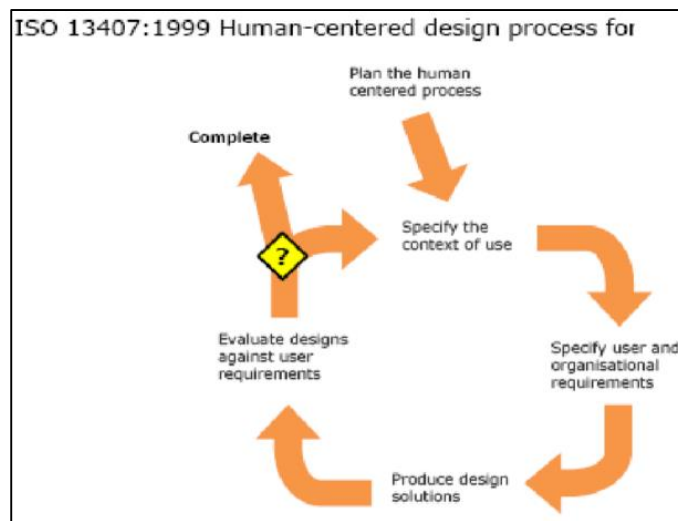 ISO 13407:1999 Human-centered design process for
Plan the human
centered process
Complete
Specify the
context of use
?
Evaluate designs
against user
requirements
Specify user and
organisational
requirements
Produce design
solutions